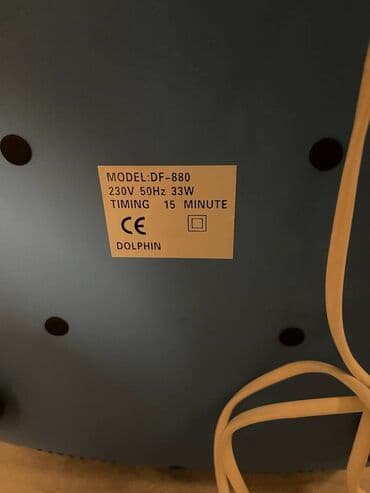 MODEL:DF-880
230V 50Hz 33W
TIMING 15 MINUTE
CE
DOLPHIN